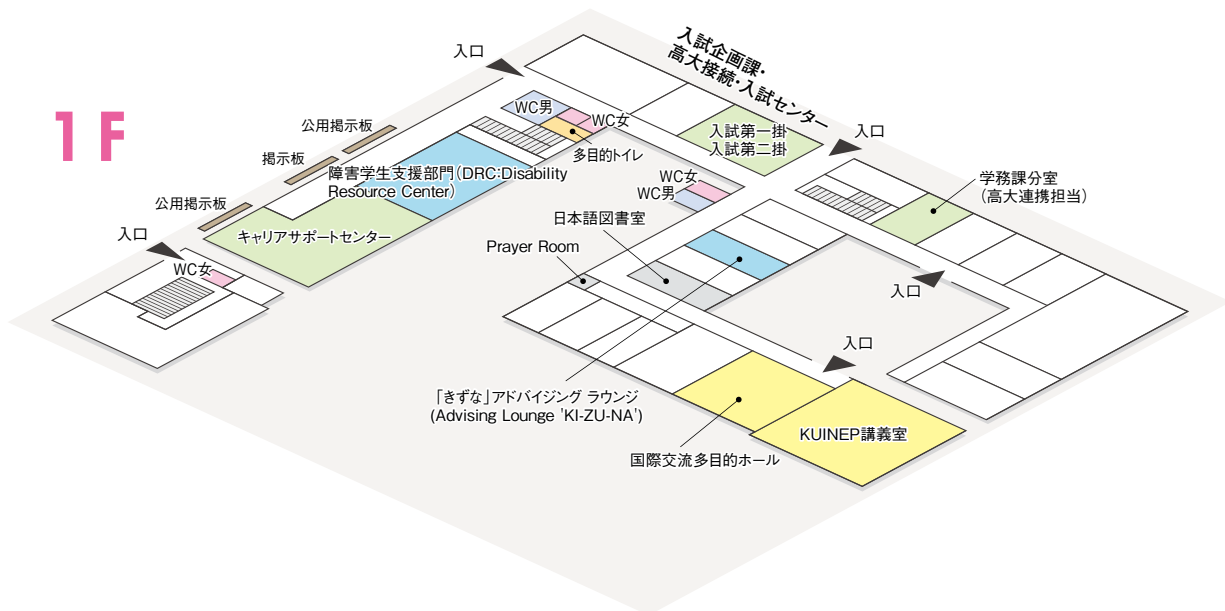 1F
入口
入試企画課・
高大接続・入試センター
WC男
WC女
多目的トイレ
公用掲示板
掲示板
公用掲示板
障害学生支援部門(DRC:Disability
Resource Center)
キャリアサポートセンター
入口
WC女
入試第一掛
入試第二掛
入口
WC女
WC男
学務課分室
(高大連携担当)
日本語図書室
Prayer Room
入口
入口
「きずな」アドバイジング ラウンジ
(Advising Lounge 'KI-ZU-NA')
国際交流多目的ホール
KUINEP講義室